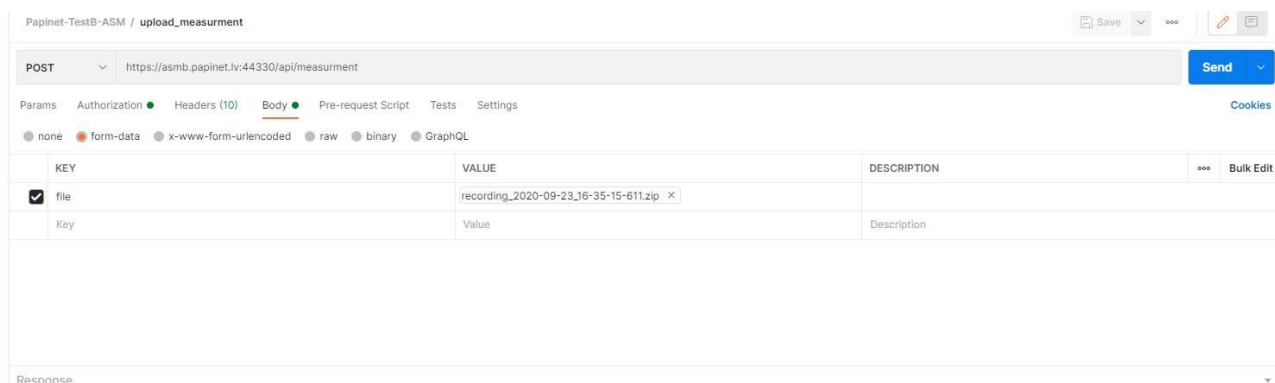 Papinet-TestB-ASM / upload_measurment Save ooo
POST https://asmb.papinet.lv:44330/api/measurment Send
Params Authorization Headers (10) Body Pre-request Script Tests Settings Cookies
none form-data x-www-form-urlencoded raw binary GraphQL
KEY VALUE DESCRIPTION ooo Bulk Edit
file recording_2020-09-23_16-35-15-611.zip ×
Key Value Description
Response